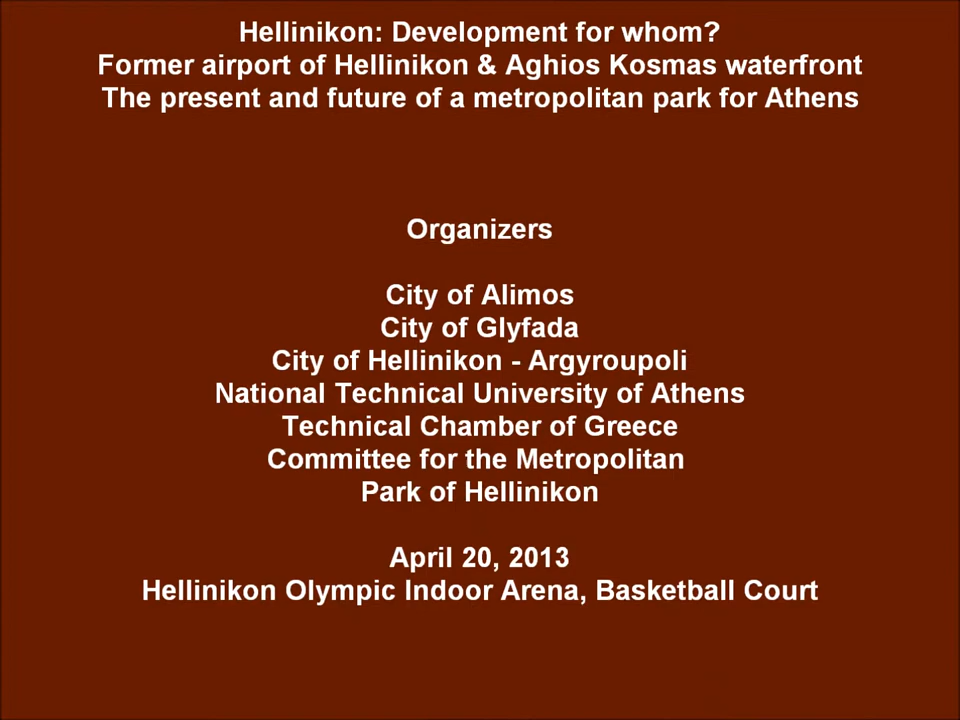 Hellinikon: Development for whom?
Former airport of Hellinikon & Aghios Kosmas waterfront
The present and future of a metropolitan park for Athens
Organizers
City of Alimos
City of Glyfada
City of Hellinikon - Argyroupoli
National Technical University of Athens
Technical Chamber of Greece
Committee for the Metropolitan
Park of Hellinikon
April 20, 2013
Hellinikon Olympic Indoor Arena, Basketball Court